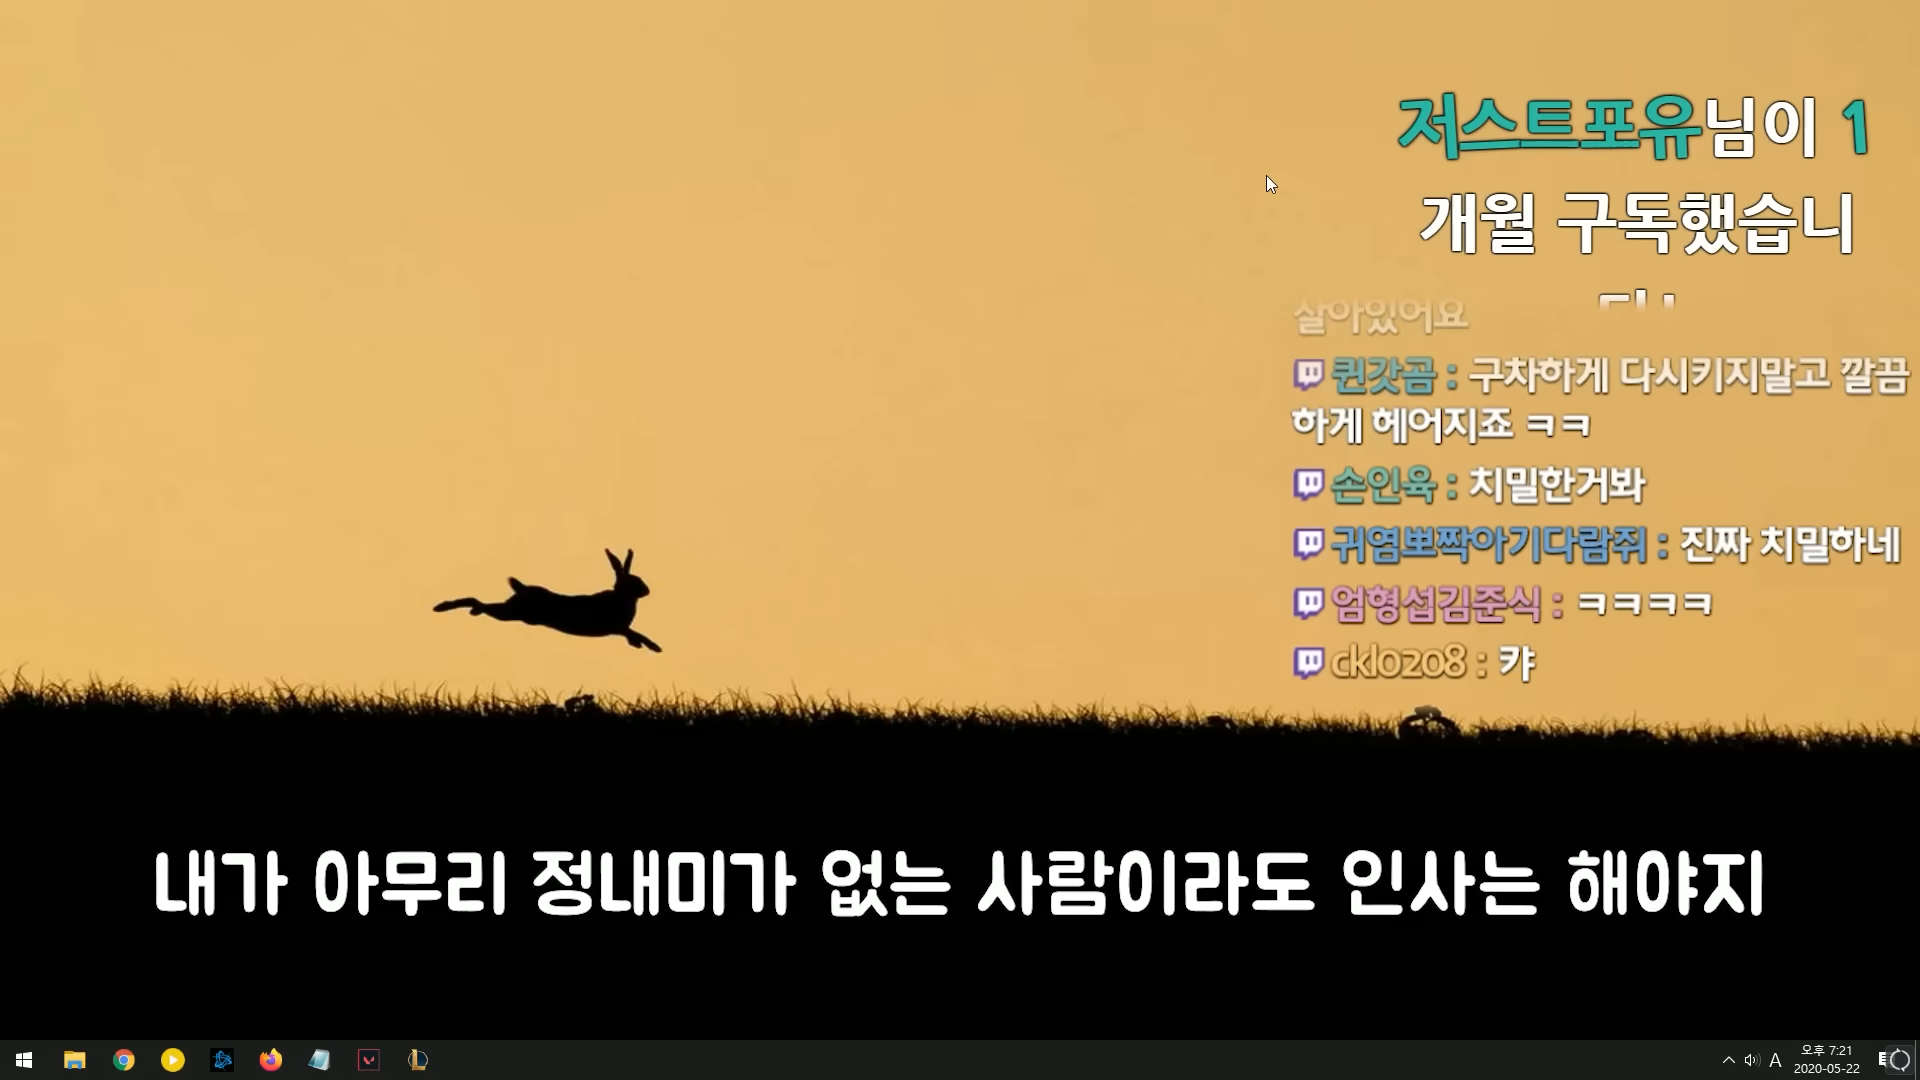 저스트포유님이 1
개월 구독했습니
살아있어요
퀸갓곰 : 구차하게 다시키지말고 깔끔
하게 헤어지죠 ㅋㅋ
손인육 : 치밀한거봐
귀염뽀짝아기다람쥐 : 진짜 치밀하네
엄형섭김준식 : ㅋㅋㅋㅋ
cklo208 : 캬
내가 아무리 정내미가 없는 사람이라도 인사는 해야지
A
오후 7:21
2020-05-22